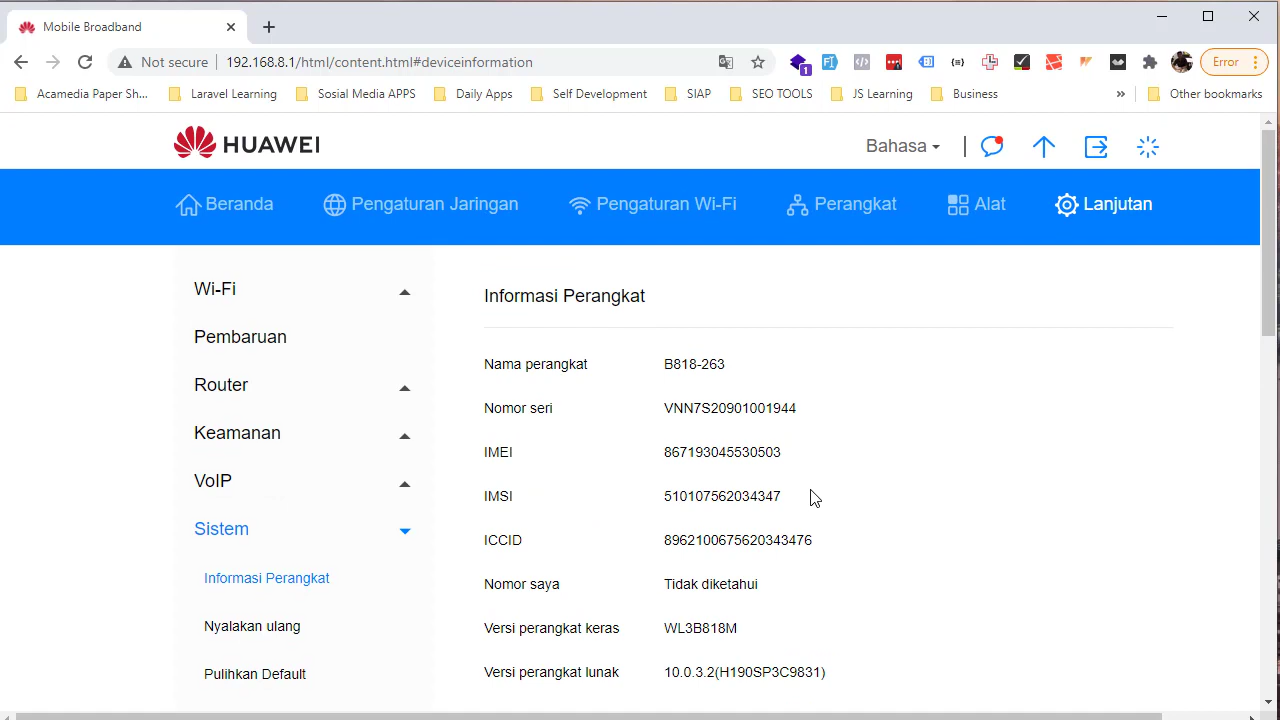 Mobile Broadband
Not secure | 192.168.8.1/html/content.html#deviceinformation
1
Error
Acamedia Paper Sh... Laravel Learning Sosial Media APPS Daily Apps Self Development SIAP SEO TOOLS JS Learning Business » Other bookmarks
HUAWEI
Bahasa
Beranda Pengaturan Jaringan Pengaturan Wi-Fi Perangkat Alat Lanjutan
Wi-Fi
Pembaruan
Router
Keamanan
VoIP
Sistem
Informasi Perangkat
Nyalakan ulang
Pulihkan Default
Informasi Perangkat
Nama perangkat B818-263
Nomor seri VNN7S20901001944
IMEI 867193045530503
IMSI 510107562034347
ICCID 8962100675620343476
Nomor saya Tidak diketahui
Versi perangkat keras WL3B818M
Versi perangkat lunak 10.0.3.2(H190SP3C9831)